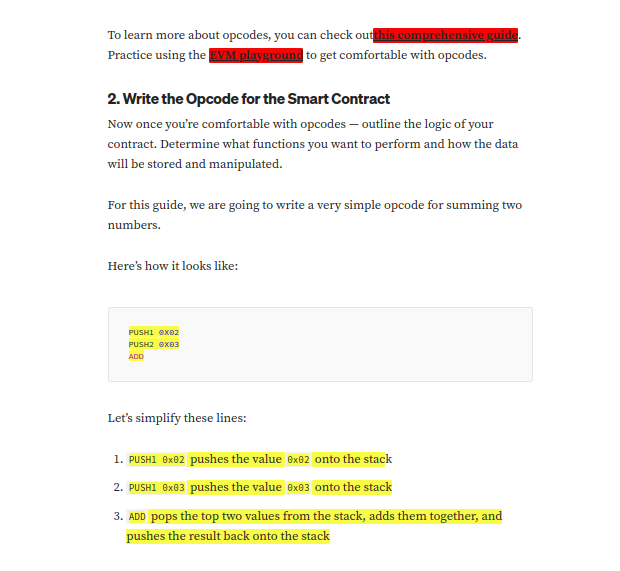 To learn more about opcodes, you can check outthis comprehensive guide.
Practice using the EVM playground to get comfortable with opcodes.
2. Write the Opcode for the Smart Contract
Now once you’re comfortable with opcodes — outline the logic of your
contract. Determine what functions you want to perform and how the data
will be stored and manipulated.
For this guide, we are going to write a very simple opcode for summing two
numbers.
Here’s how it looks like:
PUSH1 0X02
PUSH2 0X03
ADD
Let’s simplify these lines:
1. PUSH1 0x02 pushes the value 0x02 onto the stack
2. PUSH1 0x03 pushes the value 0x03 onto the stack
3. ADD pops the top two values from the stack, adds them together, and
pushes the result back onto the stack